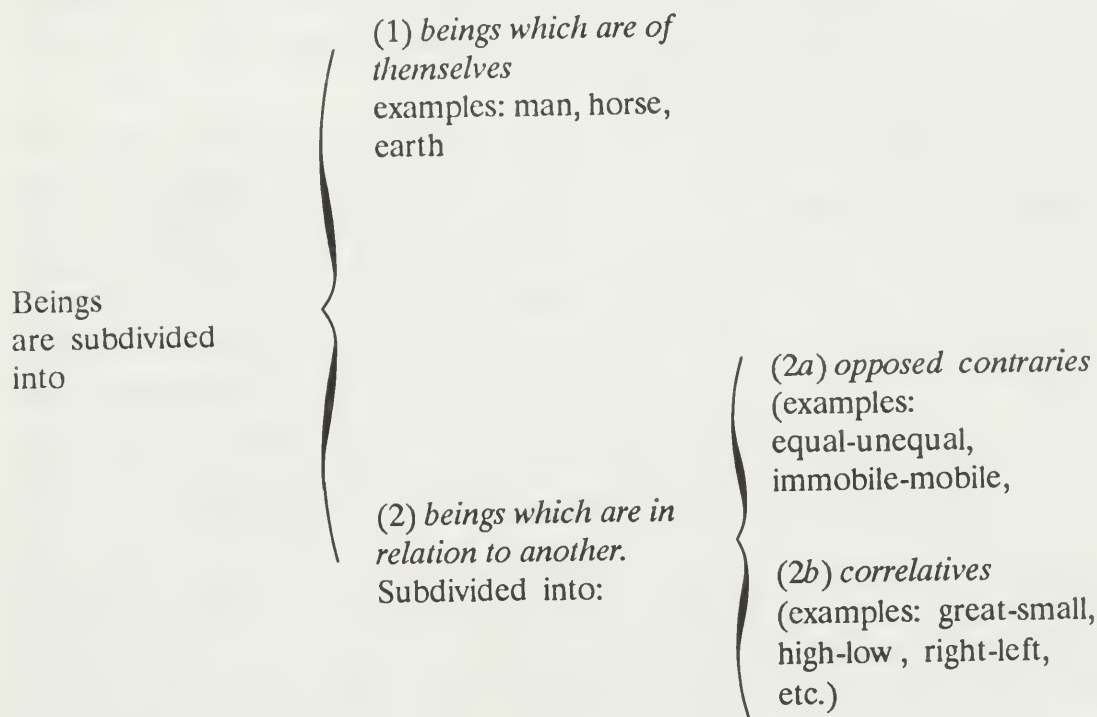 (1) beings which are of
themselves
examples: man, horse,
earth
Beings
are subdivided
into
(2) beings which are in
relation to another.
Subdivided into:
(2a) opposed contraries
(examples:
equal-unequal,
immobile-mobile,
(2b) correlatives
(examples: great-small,
high-low , right-left,
etc.)